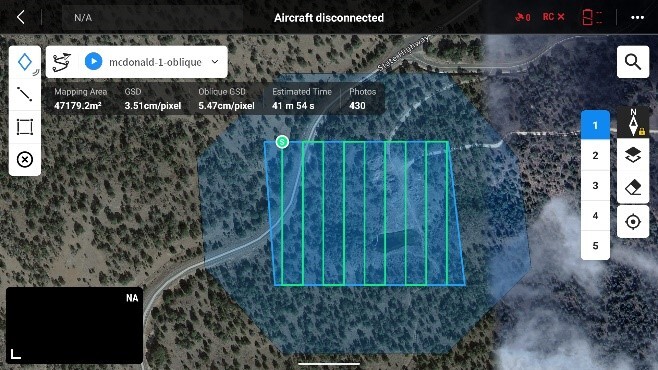 N/A
Aircraft disconnected
0
RC
mcdonald-1-oblique
Mapping Area GSD Oblique GSD Estimated Time Photos
47179.2m² 3.51cm/pixel 5.47cm/pixel 41 m 54 s 430
State Highway
S
N
1
2
3
4
5
NA